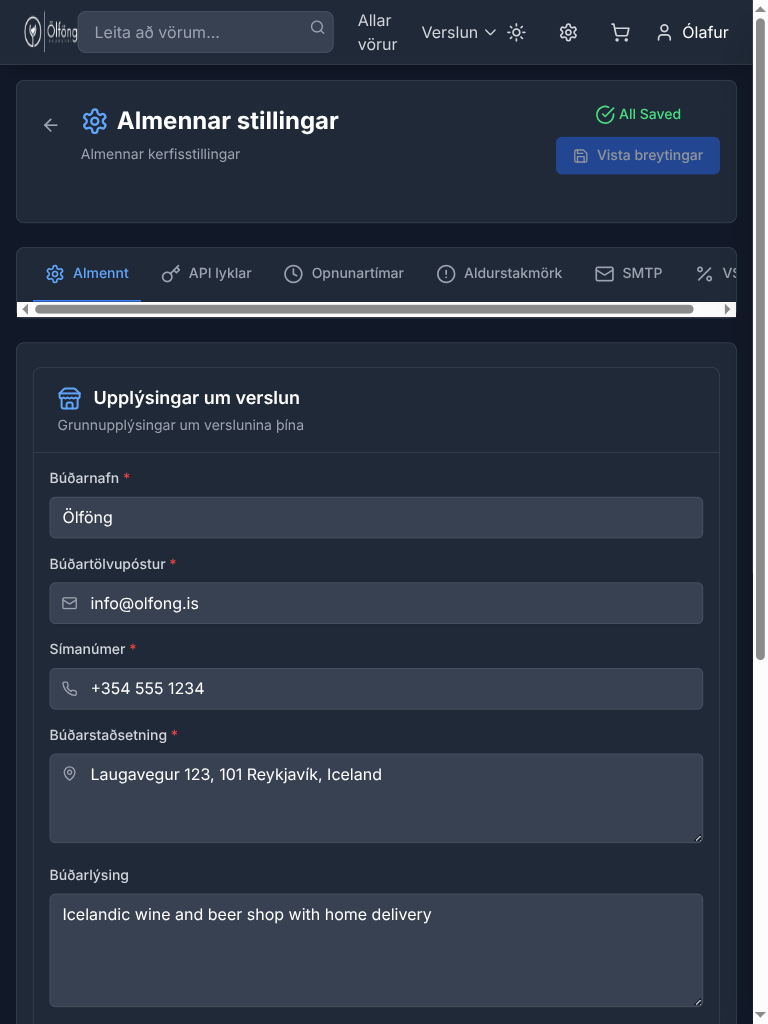 Ölföng
Leita að vörum...
Allar
vörur
Verslun
Ólafur
Almennar stillingar
Almennar kerfisstillingar
All Saved
Vista breytingar
Almennt
API lyklar
Opnunartímar
Aldurstakmörk
SMTP
Upplýsingar um verslun
Grunnupplýsingar um verslunina þína
Búðarnafn *
Ölföng
Búðartölvupóstur *
info@olfong.is
Símanúmer *
+354 555 1234
Búðarstaðsetning *
Laugavegur 123, 101 Reykjavík, Iceland
Búðarlýsing
Icelandic wine and beer shop with home delivery